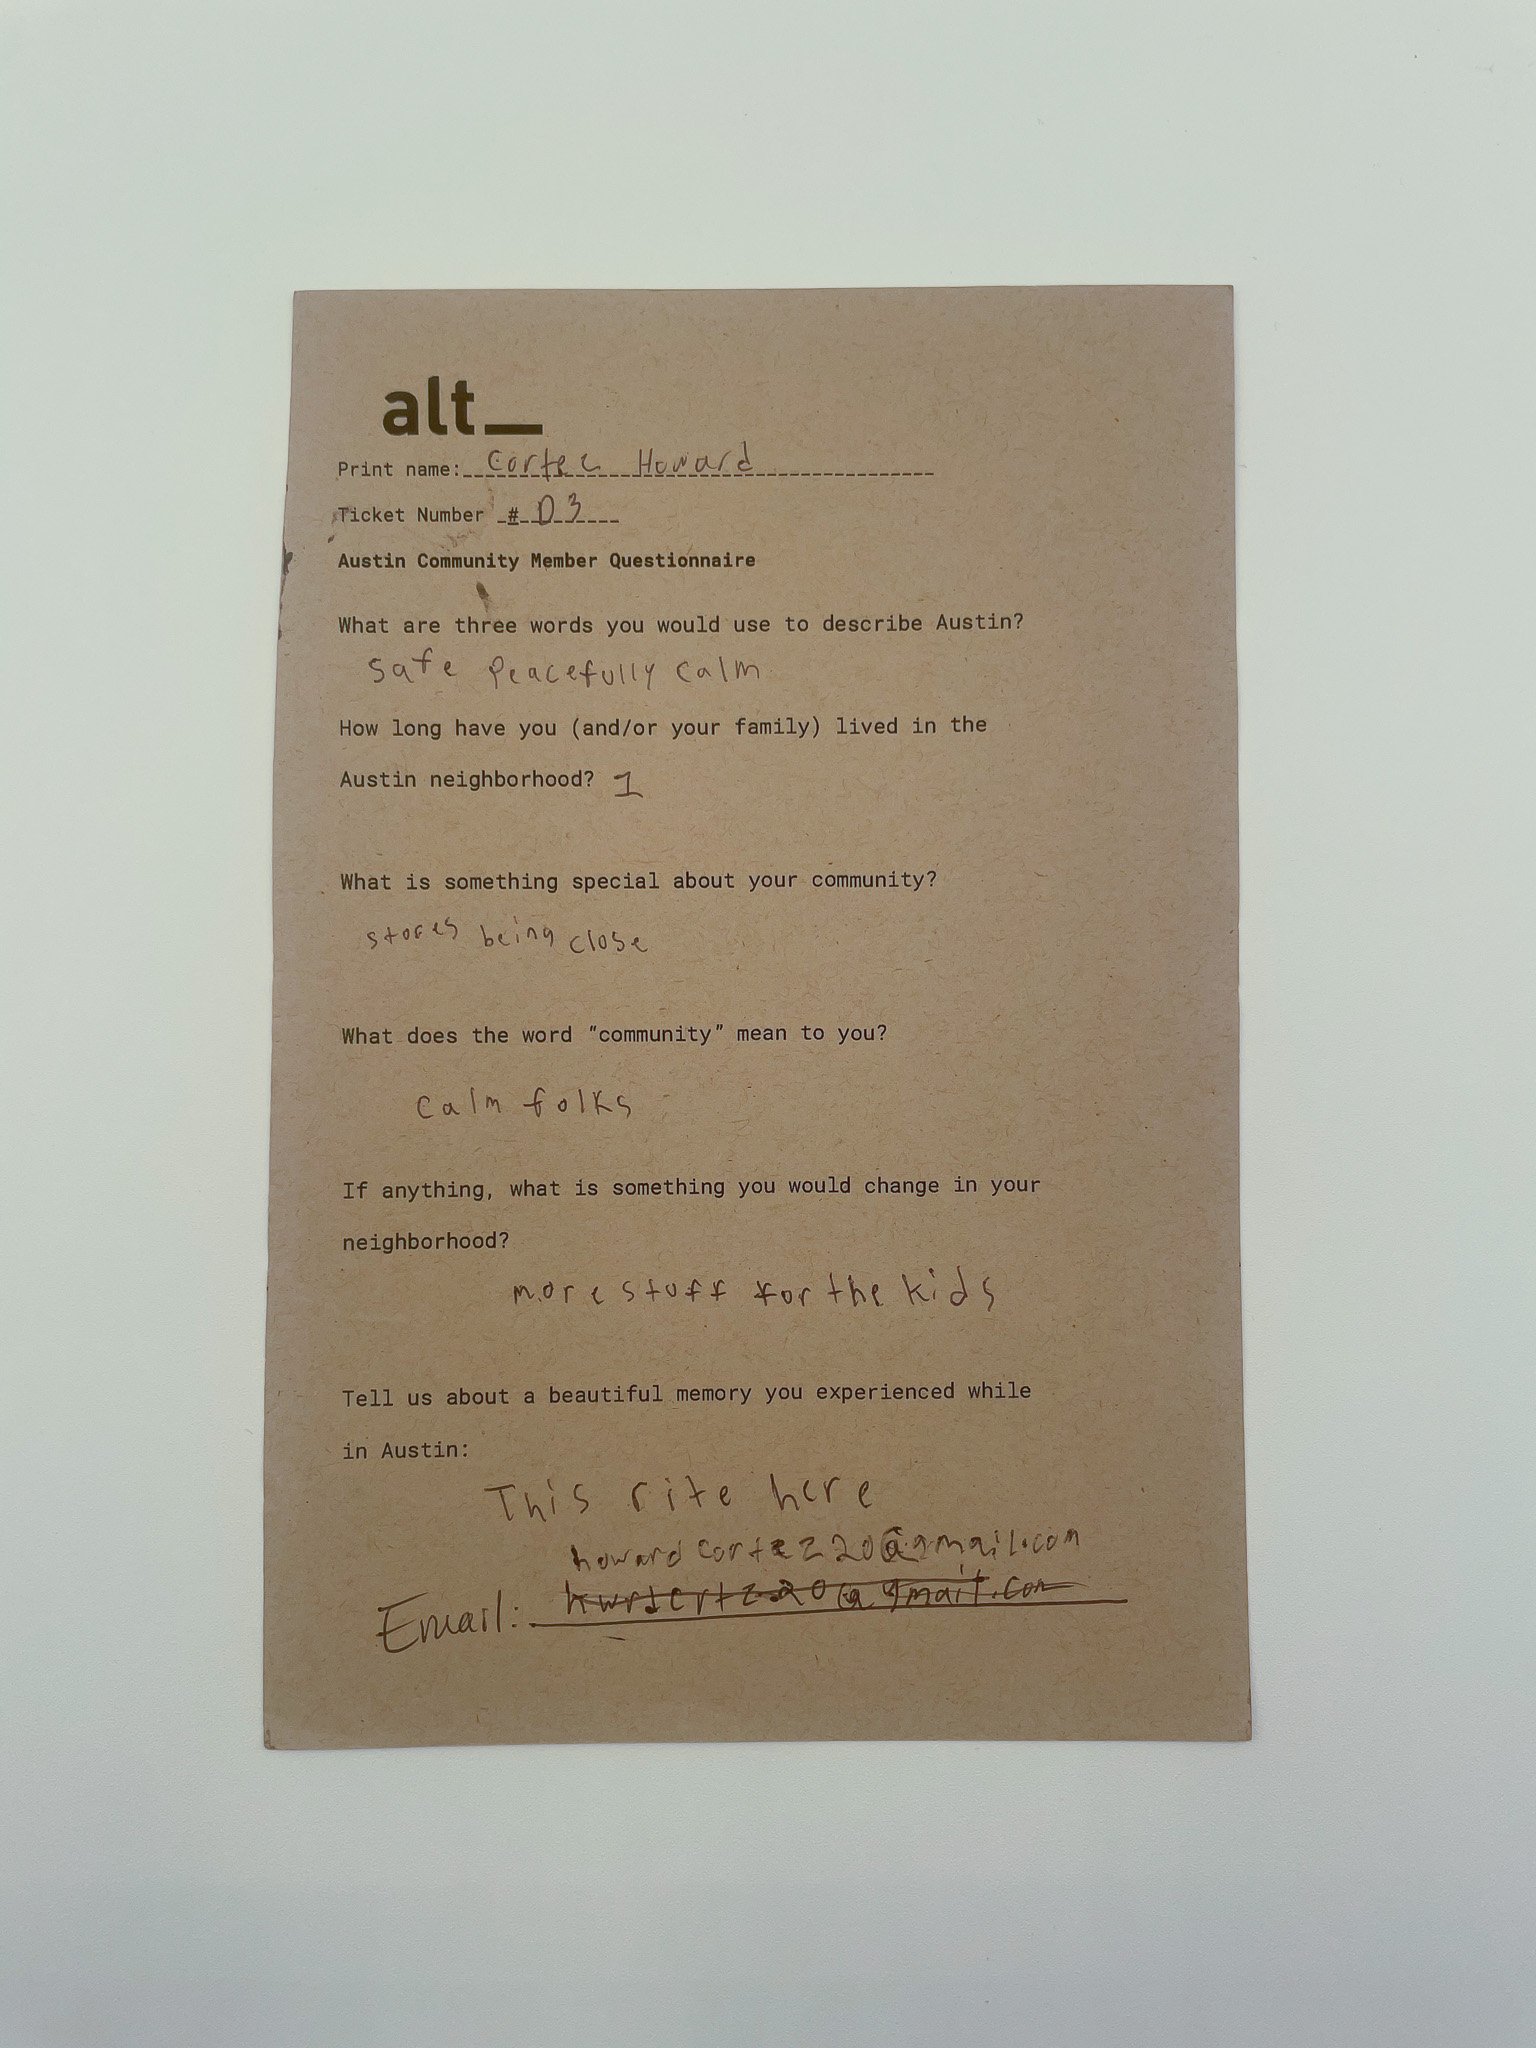 alt_
Print name: Cortez Howard
Ticket Number # D3
Austin Community Member Questionnaire
What are three words you would use to describe Austin?
Safe Peacefully Calm
How long have you (and/or your family) lived in the
Austin neighborhood? 1
What is something special about your community?
stores being close
What does the word “community” mean to you?
Calm folks
If anything, what is something you would change in your
neighborhood?
more stuff for the kids
Tell us about a beautiful memory you experienced while
in Austin:
This rite here
howardcortez220@gmail.com
Email: